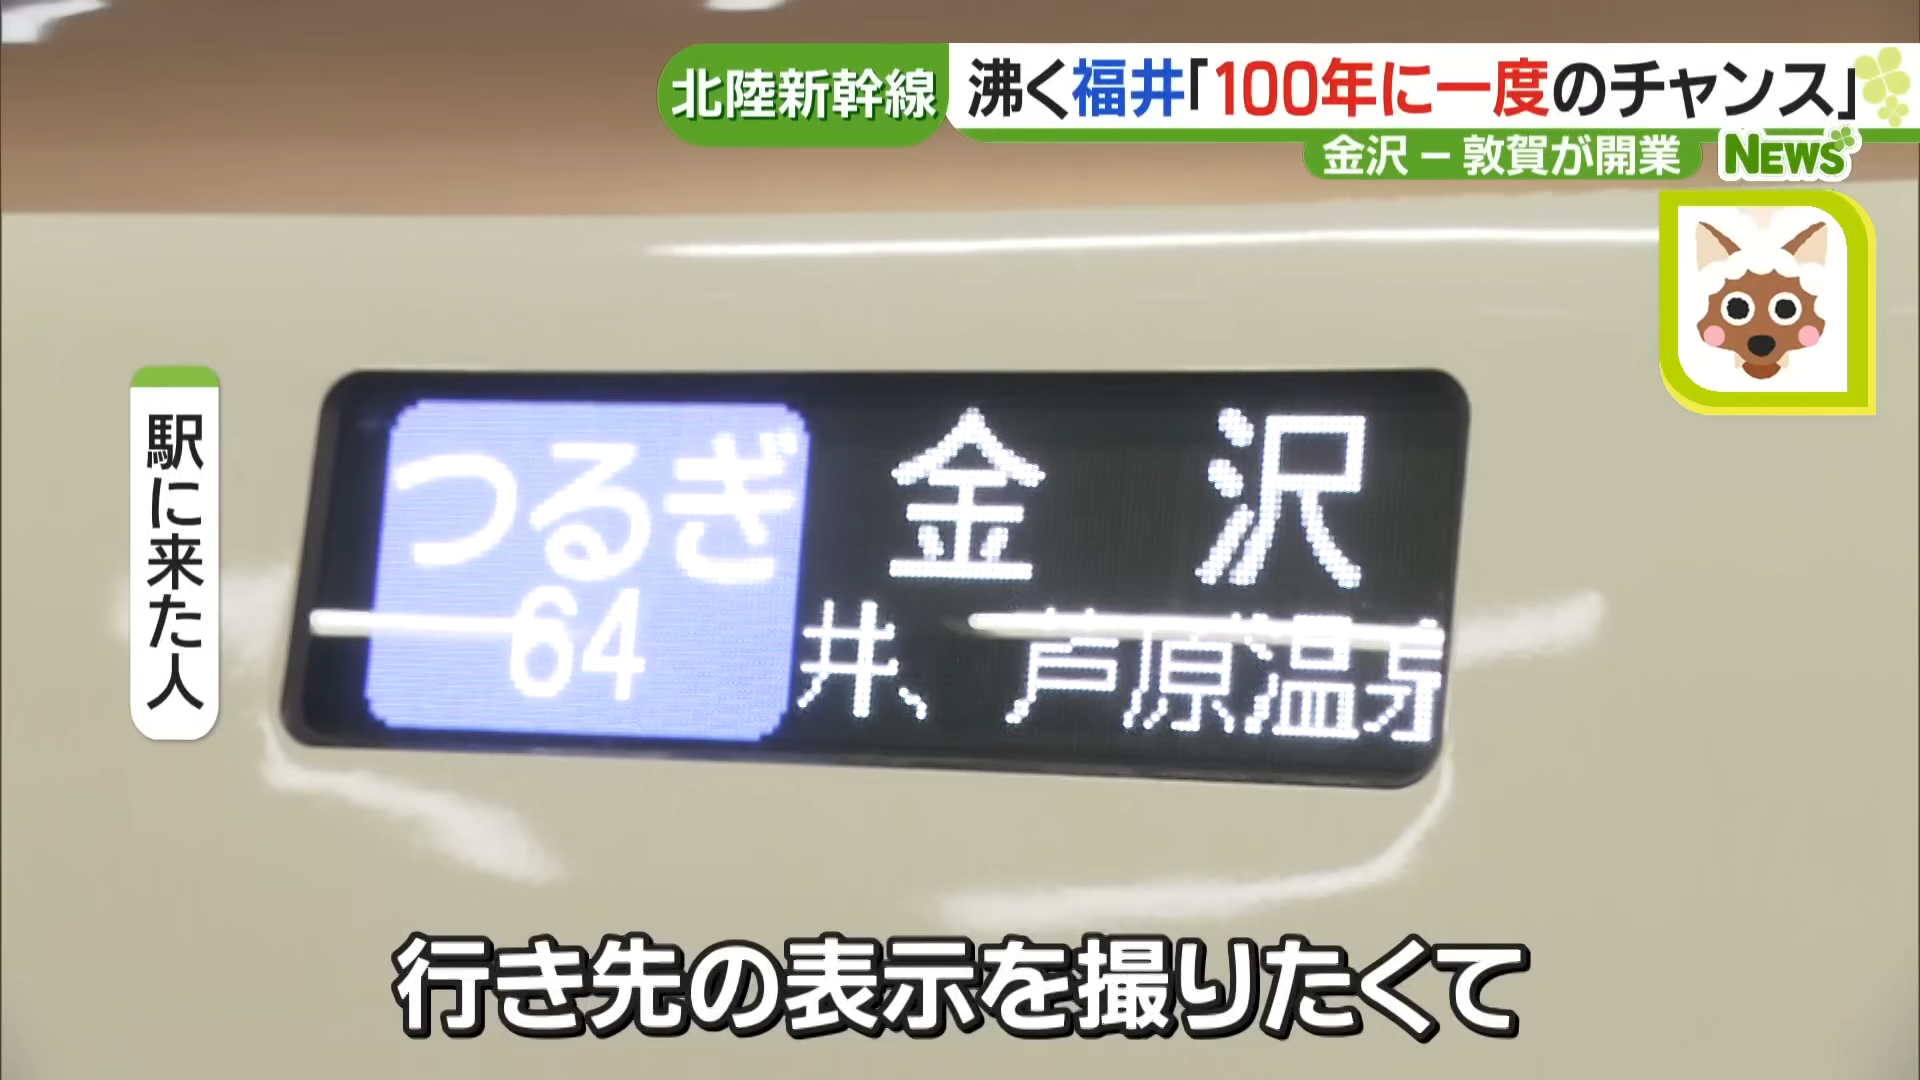 北陸新幹線
沸く福井「100年に一度のチャンス」
金沢－敦賀が開業
NEWS
駅に来た人
つるぎ
64
金沢
井、芦原温泉
行き先の表示を撮りたくて